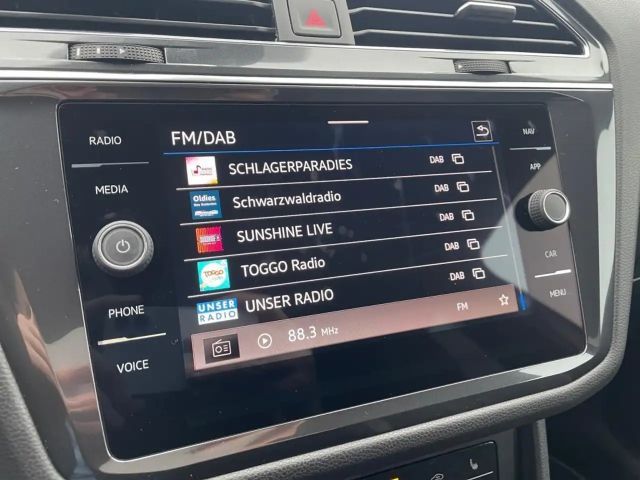 RADIO
MEDIA
PHONE
VOICE
FM/DAB
SCHLAGERPARADIES DAB
Oldies
Schwarzwaldradio DAB
SUNSHINE LIVE DAB
TOGGO
TOGGO Radio DAB
UNSER
RADIO
UNSER RADIO DAB
88.3 MHz FM
NAV
APP
CAR
MENU